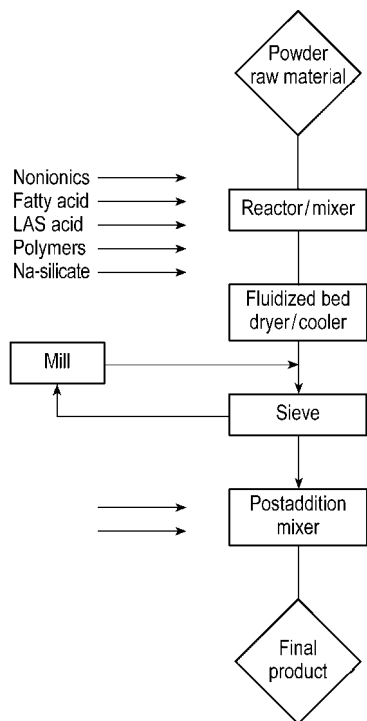 Powder
raw material
Nonionics
Fatty acid
LAS acid
Polymers
Na-silicate
Reactor/mixer
Fluidized bed
dryer/cooler
Mill
Sieve
Postaddition
mixer
Final
product